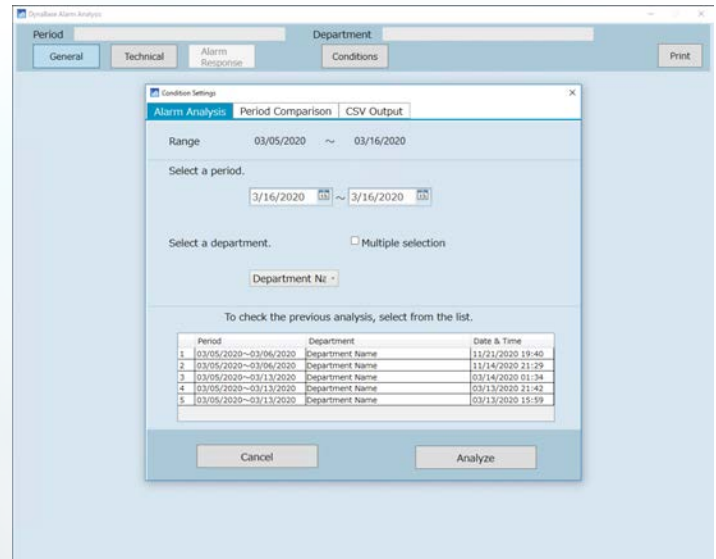 DynaBase Alarm Analysis
Period Department
General Technical Alarm Response Conditions Print
Condition Settings
Alarm Analysis Period Comparison CSV Output
Range 03/05/2020 ～ 03/16/2020
Select a period.
3/16/2020 15 ～ 3/16/2020 15
Select a department. Multiple selection
Department Na
To check the previous analysis, select from the list.
Period Department Date & Time
1 03/05/2020～03/06/2020 Department Name 11/21/2020 19:40
2 03/05/2020～03/06/2020 Department Name 11/14/2020 21:29
3 03/05/2020～03/13/2020 Department Name 03/14/2020 01:34
4 03/05/2020～03/13/2020 Department Name 03/13/2020 21:42
5 03/05/2020～03/13/2020 Department Name 03/13/2020 15:59
Cancel Analyze